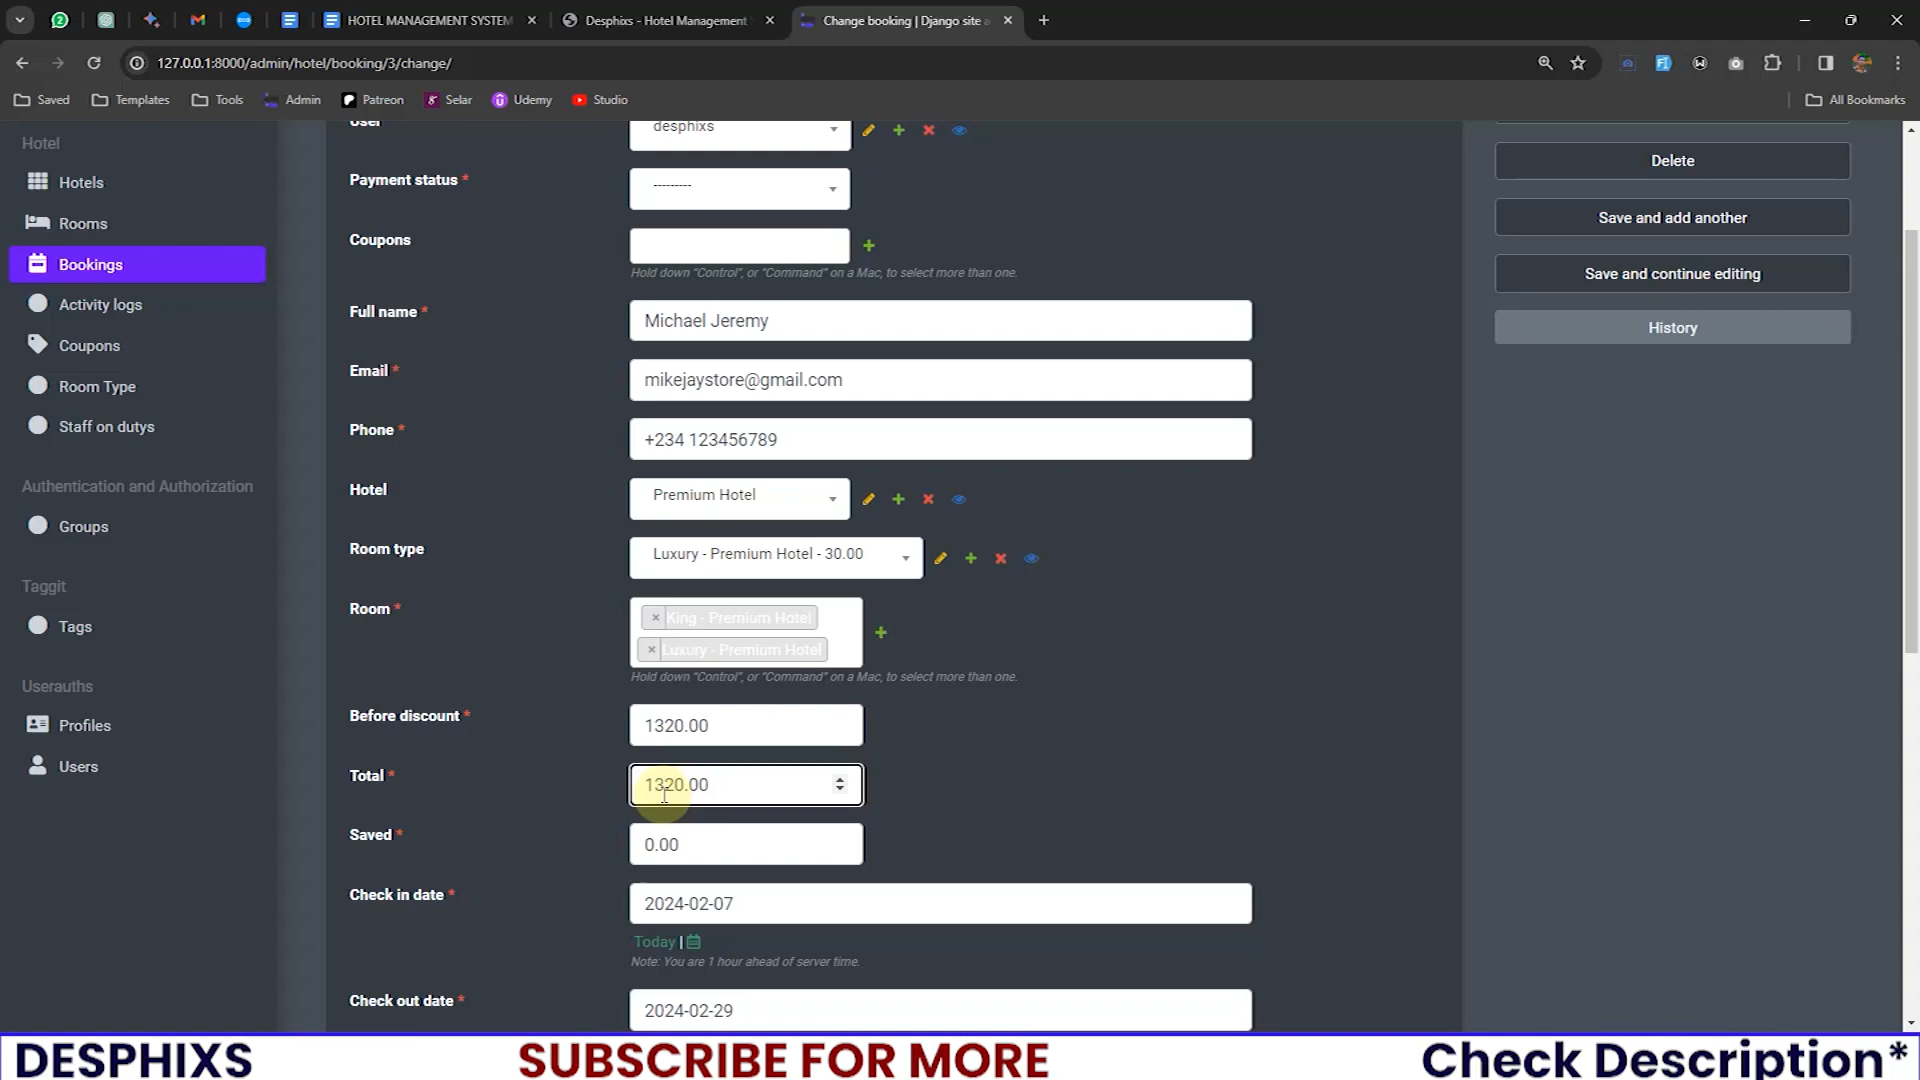 HOTEL MANAGEMENT SYSTEM
Desphixs - Hotel Management
Change booking | Django site a
127.0.0.1:8000/admin/hotel/booking/3/change/
Saved
Templates
Tools
Admin
Patreon
Selar
Udemy
Studio
All Bookmarks
Hotel
Hotels
Rooms
Bookings
Activity logs
Coupons
Room Type
Staff on dutys
Authentication and Authorization
Groups
Taggit
Tags
Userauths
Profiles
Users
User
desphixs
Payment status *
---------
Coupons
Hold down "Control", or "Command" on a Mac, to select more than one.
Full name *
Michael Jeremy
Email *
mikejaystore@gmail.com
Phone *
+234 123456789
Hotel
Premium Hotel
Room type
Luxury - Premium Hotel - 30.00
Room *
× King - Premium Hotel
× Luxury - Premium Hotel
Hold down "Control", or "Command" on a Mac, to select more than one.
Before discount *
1320.00
Total *
1320.00
Saved *
0.00
Check in date *
2024-02-07
Today |
Note: You are 1 hour ahead of server time.
Check out date *
2024-02-29
Delete
Save and add another
Save and continue editing
History
DESPHIXS
SUBSCRIBE FOR MORE
Check Description*